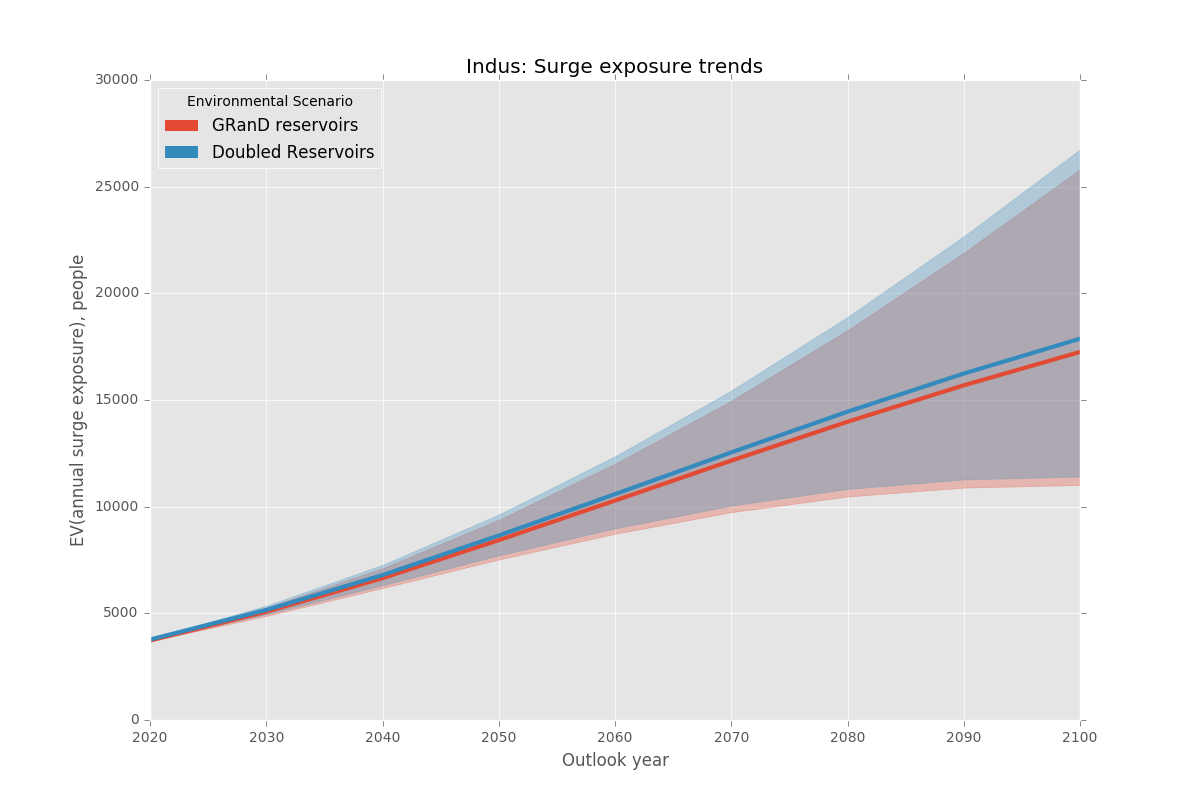 Indus: Surge exposure trends
30000
25000
20000
15000
10000
5000
0
EV(annual surge exposure), people
Environmental Scenario
GRanD reservoirs
Doubled Reservoirs
2020 2030 2040 2050 2060 2070 2080 2090 2100
Outlook year